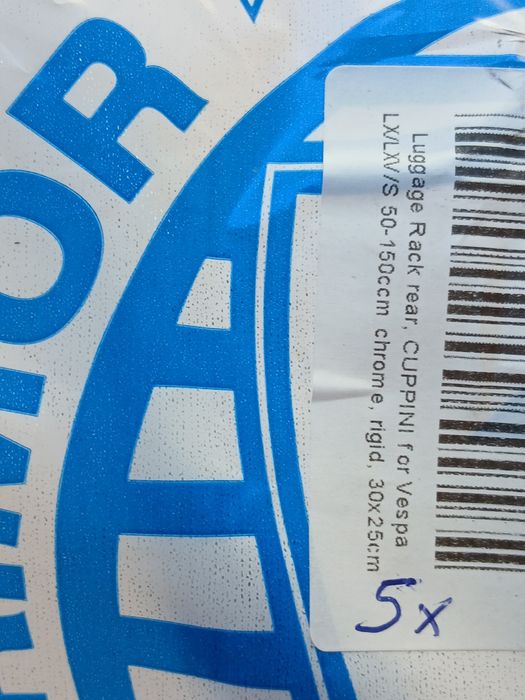 Luggage Rack rear, CUPPINI for Vespa
LX/LXV/S 50-150ccm chrome, rigid, 30x25cm
5x